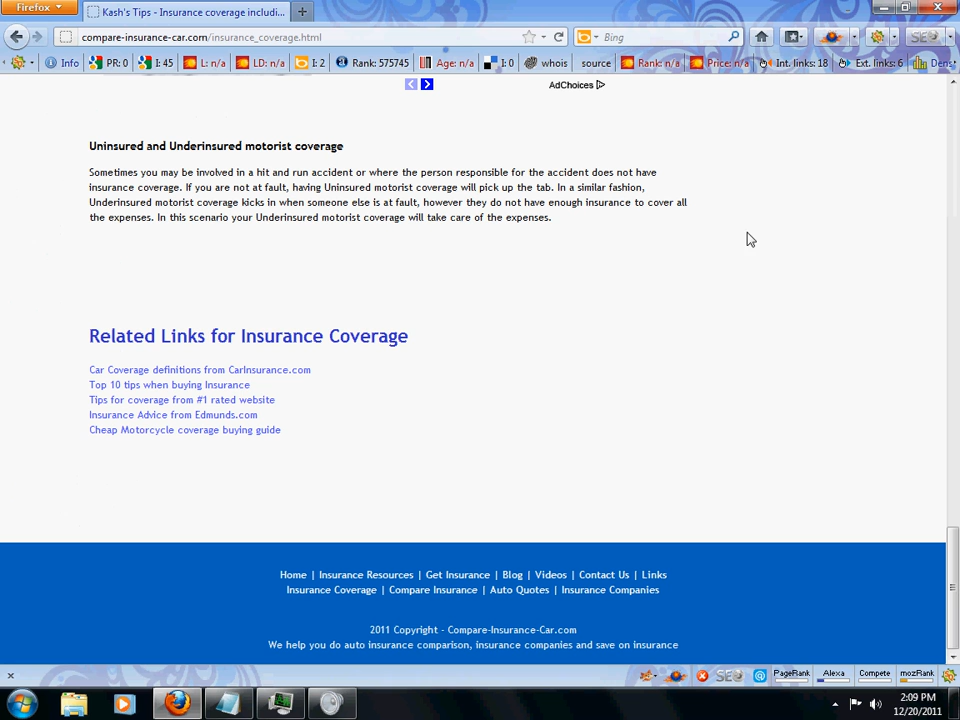 Firefox
Kash's Tips - Insurance coverage includi...
compare-insurance-car.com/insurance_coverage.html
Bing
Info
PR: 0
I: 45
L: n/a
LD: n/a
I: 2
Rank: 575745
Age: n/a
I: 0
whois
source
Rank: n/a
Price: n/a
Int. links: 18
Ext. links: 6
Dens
AdChoices
Uninsured and Underinsured motorist coverage
Sometimes you may be involved in a hit and run accident or where the person responsible for the accident does not have
insurance coverage. If you are not at fault, having Uninsured motorist coverage will pick up the tab. In a similar fashion,
Underinsured motorist coverage kicks in when someone else is at fault, however they do not have enough insurance to cover all
the expenses. In this scenario your Underinsured motorist coverage will take care of the expenses.
Related Links for Insurance Coverage
Car Coverage definitions from CarInsurance.com
Top 10 tips when buying Insurance
Tips for coverage from #1 rated website
Insurance Advice from Edmunds.com
Cheap Motorcycle coverage buying guide
Home | Insurance Resources | Get Insurance | Blog | Videos | Contact Us | Links
Insurance Coverage | Compare Insurance | Auto Quotes | Insurance Companies
2011 Copyright - Compare-Insurance-Car.com
We help you do auto insurance comparison, insurance companies and save on insurance
PageRank
Alexa
Compete
mozRank
2:09 PM
12/20/2011